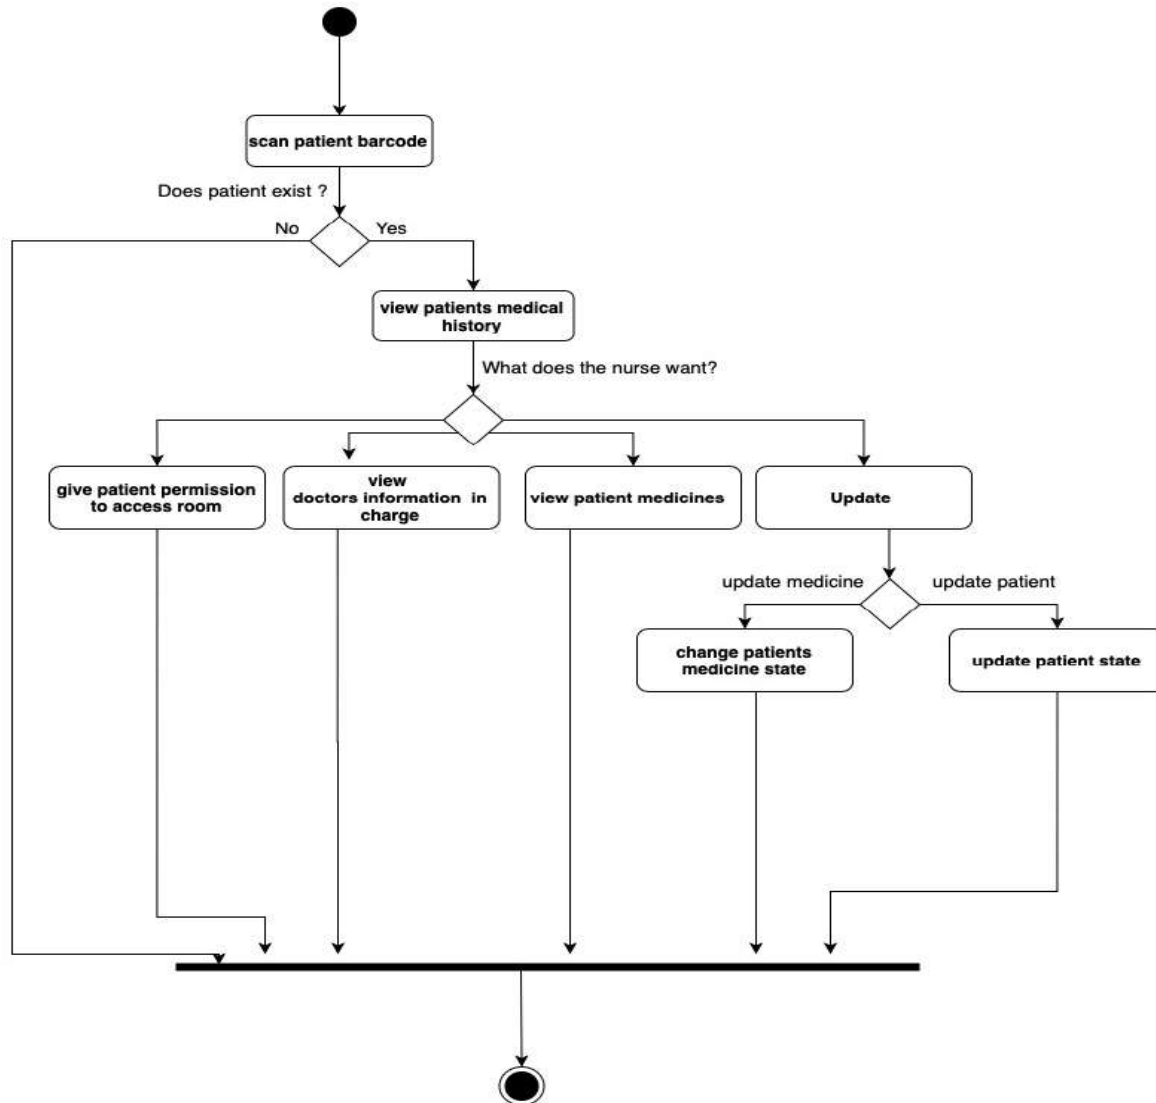 scan patient barcode
Does patient exist ?
No
Yes
view patients medical
history
What does the nurse want?
give patient permission
to access room
view
doctors information in
charge
view patient medicines
Update
update medicine
update patient
change patients
medicine state
update patient state